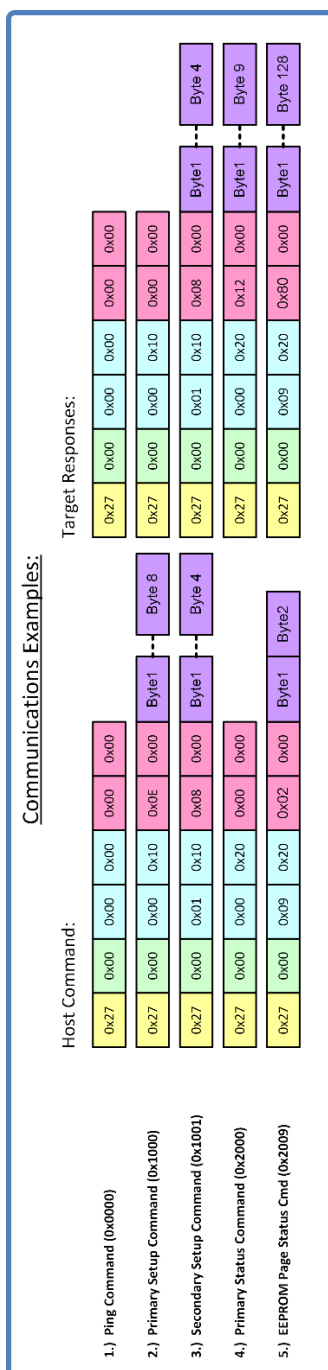 Communications Examples:
Host Command: Target Responses:
1.) Ping Command (0x0000) 0x27 0x00 0x00 0x00 0x00 0x00 0x27 0x00 0x00 0x00 0x00 0x00
2.) Primary Setup Command (0x1000) 0x27 0x00 0x00 0x10 0x0E 0x00 Byte1 Byte 8 0x27 0x00 0x00 0x10 0x00 0x00
3.) Secondary Setup Command (0x1001) 0x27 0x00 0x01 0x10 0x08 0x00 Byte1 Byte 4 0x27 0x00 0x01 0x10 0x08 0x00 Byte1 Byte 4
4.) Primary Status Command (0x2000) 0x27 0x00 0x00 0x20 0x00 0x00 0x27 0x00 0x00 0x20 0x12 0x00 Byte1 Byte 9
5.) EEPROM Page Status Cmd (0x2009) 0x27 0x00 0x09 0x20 0x02 0x00 Byte1 Byte2 0x27 0x00 0x09 0x20 0x80 0x00 Byte1 Byte 128